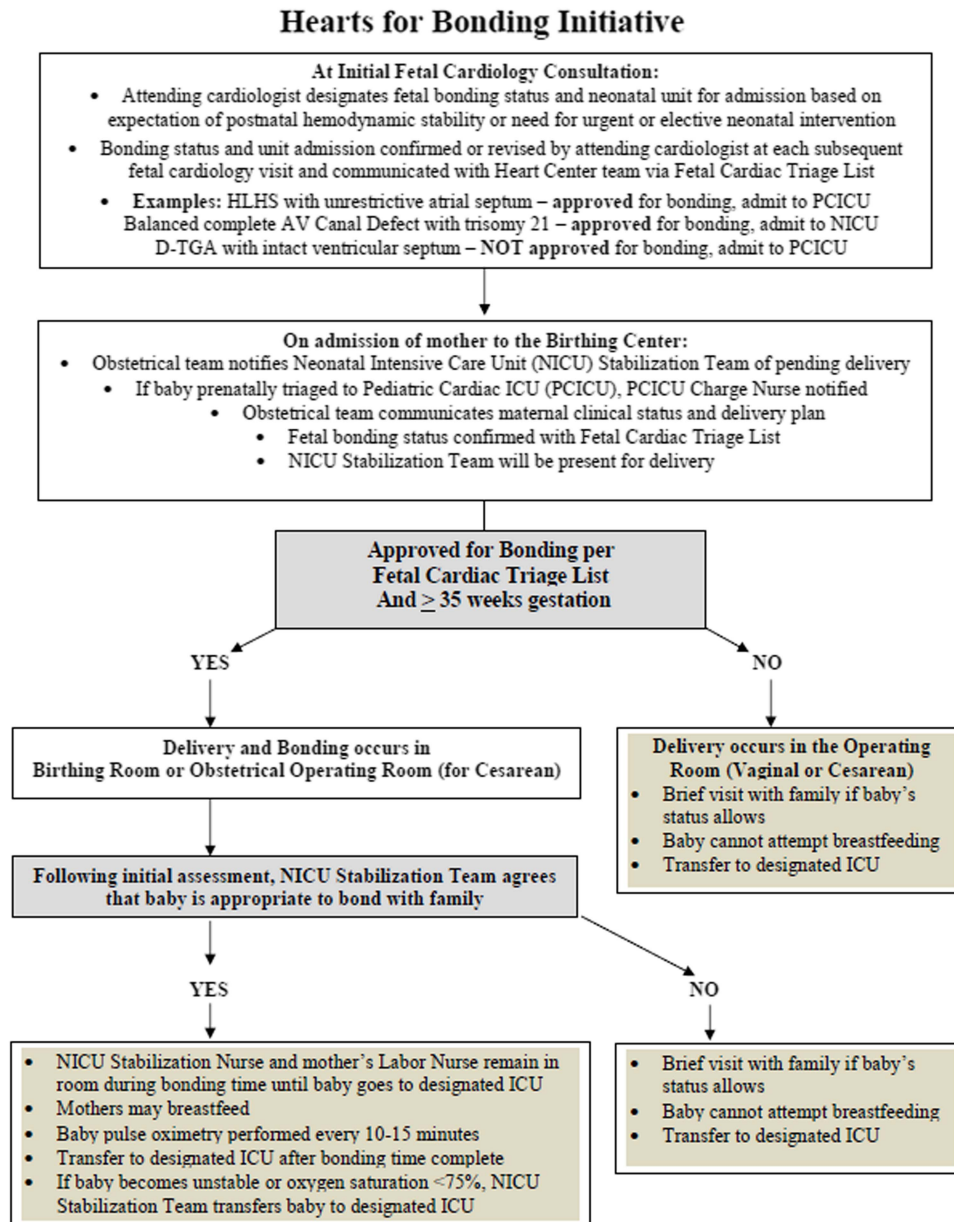 Hearts for Bonding Initiative
At Initial Fetal Cardiology Consultation:
• Attending cardiologist designates fetal bonding status and neonatal unit for admission based on
expectation of postnatal hemodynamic stability or need for urgent or elective neonatal intervention
• Bonding status and unit admission confirmed or revised by attending cardiologist at each subsequent
fetal cardiology visit and communicated with Heart Center team via Fetal Cardiac Triage List
• Examples: HLHS with unrestrictive atrial septum – approved for bonding, admit to PCICU
Balanced complete AV Canal Defect with trisomy 21 – approved for bonding, admit to NICU
D-TGA with intact ventricular septum – NOT approved for bonding, admit to PCICU
On admission of mother to the Birthing Center:
• Obstetrical team notifies Neonatal Intensive Care Unit (NICU) Stabilization Team of pending delivery
• If baby prenatally triaged to Pediatric Cardiac ICU (PCICU), PCICU Charge Nurse notified
• Obstetrical team communicates maternal clinical status and delivery plan
• Fetal bonding status confirmed with Fetal Cardiac Triage List
• NICU Stabilization Team will be present for delivery
Approved for Bonding per
Fetal Cardiac Triage List
And ≥ 35 weeks gestation
YES
NO
Delivery and Bonding occurs in
Birthing Room or Obstetrical Operating Room (for Cesarean)
Delivery occurs in the Operating
Room (Vaginal or Cesarean)
• Brief visit with family if baby's
status allows
• Baby cannot attempt breastfeeding
• Transfer to designated ICU
Following initial assessment, NICU Stabilization Team agrees
that baby is appropriate to bond with family
YES
NO
• NICU Stabilization Nurse and mother's Labor Nurse remain in
room during bonding time until baby goes to designated ICU
• Mothers may breastfeed
• Baby pulse oximetry performed every 10-15 minutes
• Transfer to designated ICU after bonding time complete
• If baby becomes unstable or oxygen saturation <75%, NICU
Stabilization Team transfers baby to designated ICU
• Brief visit with family if baby's
status allows
• Baby cannot attempt breastfeeding
• Transfer to designated ICU